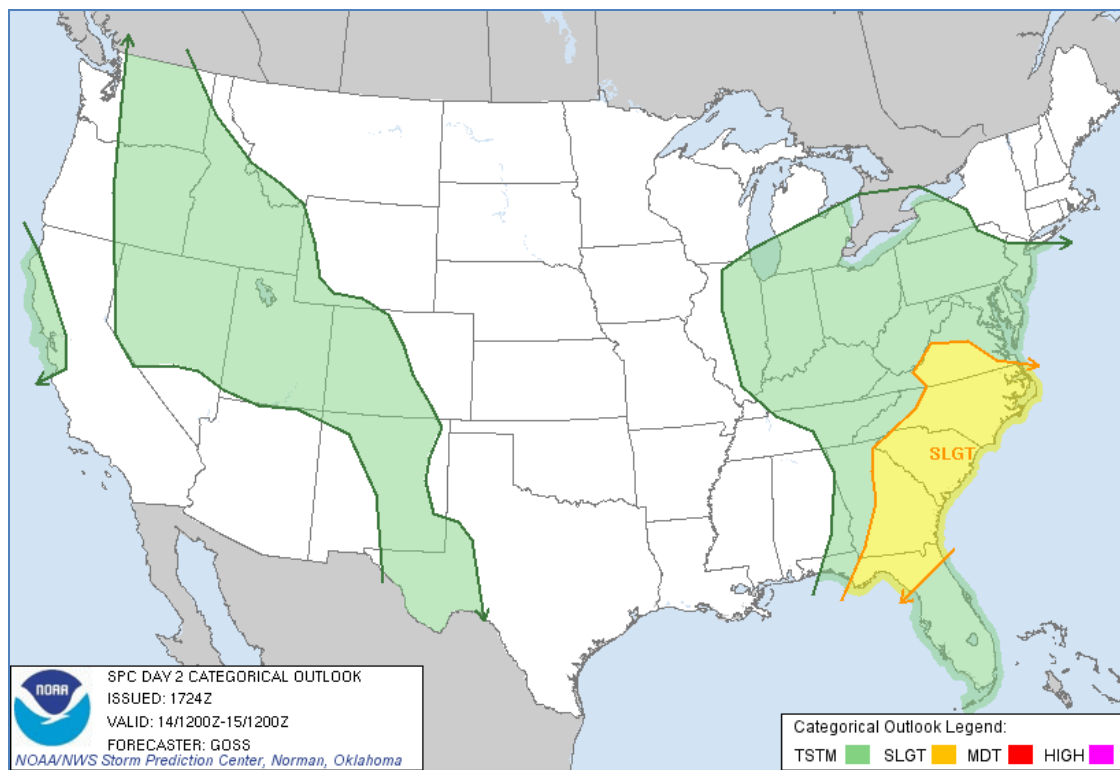 SLGT
NOAA
SPC DAY 2 CATEGORICAL OUTLOOK
ISSUED: 1724Z
VALID: 14/1200Z-15/1200Z
FORECASTER: GOSS
NOAA/NWS Storm Prediction Center, Norman, Oklahoma
Categorical Outlook Legend:
TSTM SLGT MDT HIGH